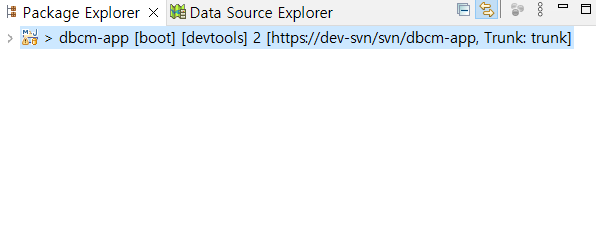 Package Explorer Data Source Explorer
> dbcm-app [boot] [devtools] 2 [https://dev-svn/svn/dbcm-app, Trunk: trunk]